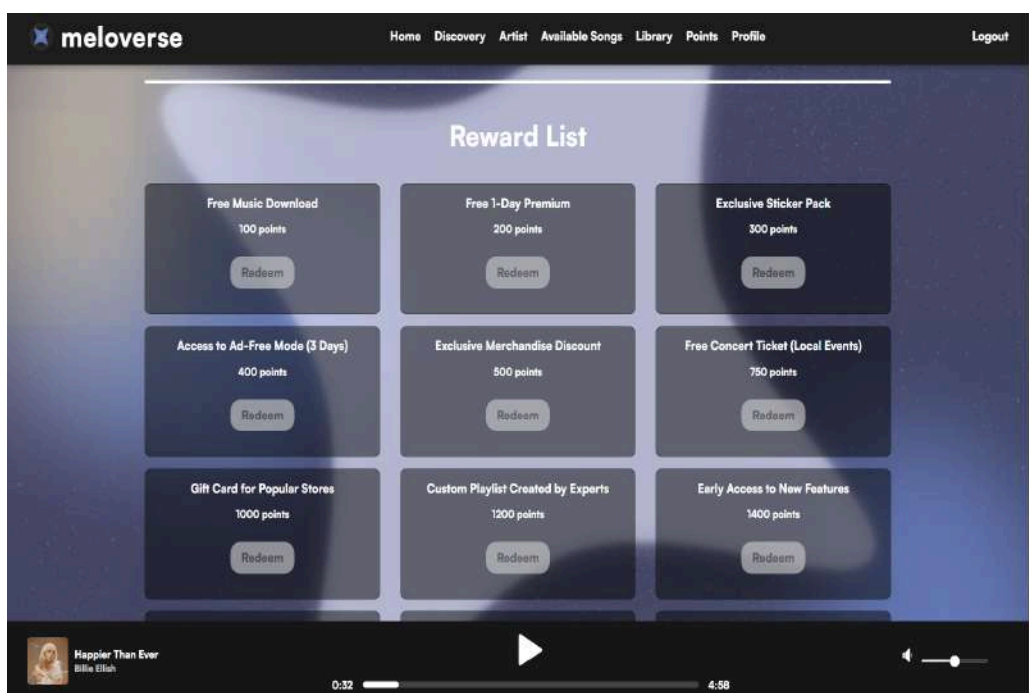 meloverse
Home Discovery Artist Available Songs Library Points Profile
Logout
Reward List
Free Music Download
100 points
Redeem
Free 1-Day Premium
200 points
Redeem
Exclusive Sticker Pack
300 points
Redeem
Access to Ad-Free Mode (3 Days)
400 points
Redeem
Exclusive Merchandise Discount
500 points
Redeem
Free Concert Ticket (Local Events)
750 points
Redeem
Gift Card for Popular Stores
1000 points
Redeem
Custom Playlist Created by Experts
1200 points
Redeem
Early Access to New Features
1400 points
Redeem
Happier Than Ever
Billie Eilish
0:32
4:58